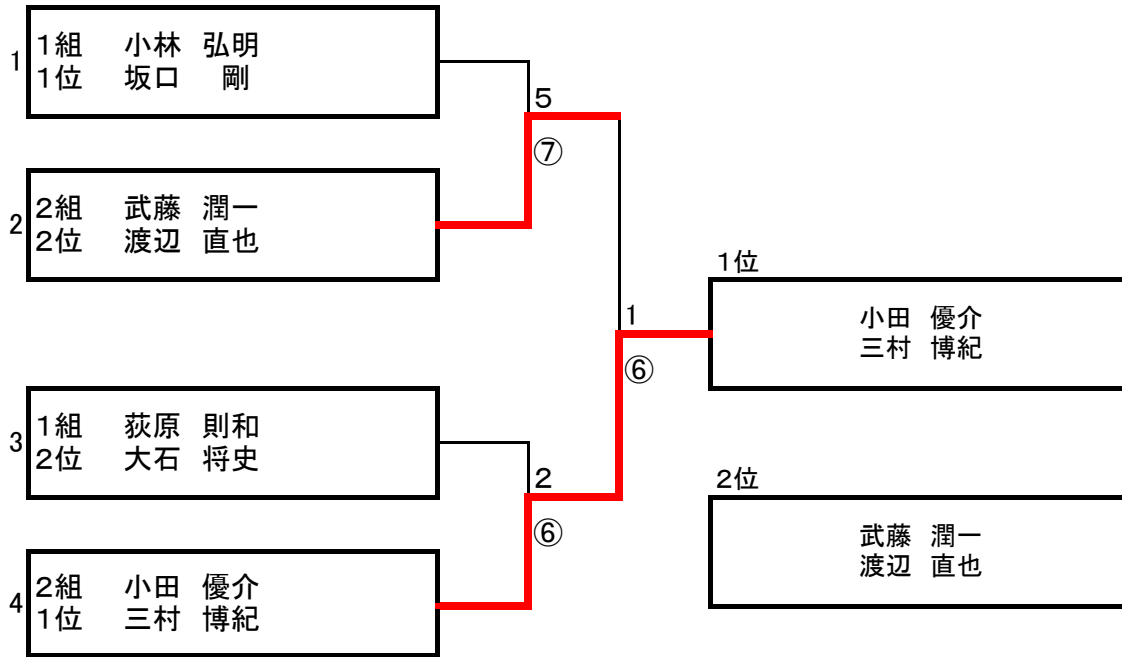 1
1組 小林 弘明
1位 坂口 剛
5
⑦
2
2組 武藤 潤一
2位 渡辺 直也
1位
小田 優介
三村 博紀
1
⑥
3
1組 荻原 則和
2位 大石 将史
2
⑥
2位
武藤 潤一
渡辺 直也
4
2組 小田 優介
1位 三村 博紀